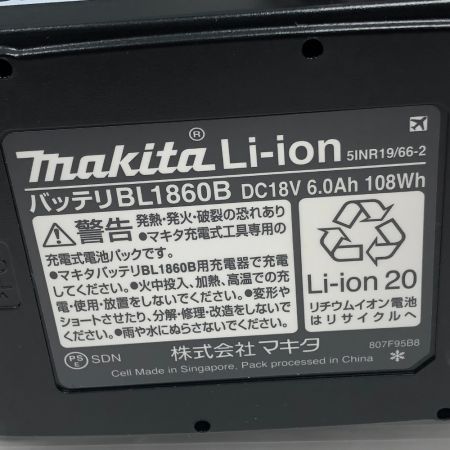 makita® Li-ion 5INR19/66-2
バッテリBL1860B DC18V 6.0Ah 108Wh
⚠警告 発熱・発火・破裂の恐れあり
●マキタ充電式工具専用の
充電式電池パックです。
●マキタバッテリBL1860B用充電器で充電
してください。●火中投入、加熱、高温での充
電・使用・放置をしないでください。●変形や
ショートさせたり、分解・修理・改造をしない
でください。●雨や水にぬらさないでください。
Li-ion 20
リチウムイオン電池
はリサイクルへ
PS
E SDN 株式会社マキタ 807F95B8
Cell Made in Singapore, Pack processed in China